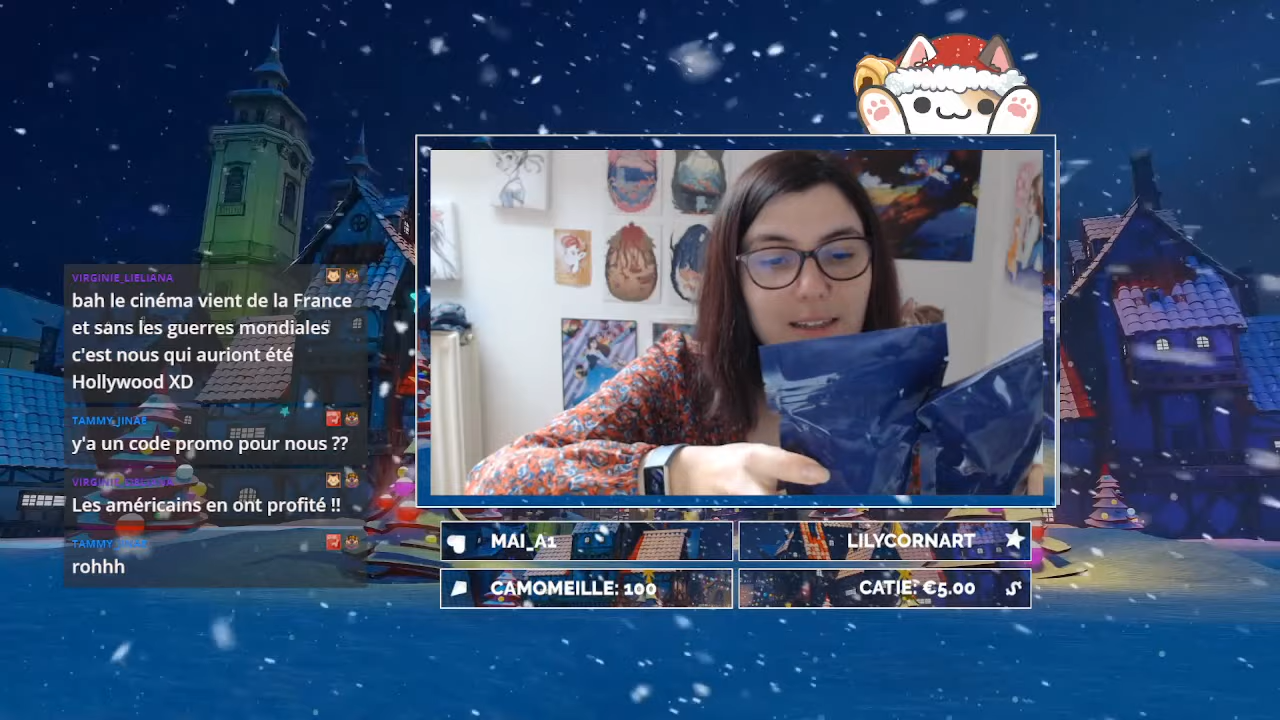 VIRGINIE_LIELIANA
bah le cinéma vient de la France
et sans les guerres mondiales
c'est nous qui auriont été
Hollywood XD
TAMMY_JINAE
y'a un code promo pour nous ??
VIRGINIE_LIELIANA
Les américains en ont profité !!
TAMMY_JINAE
rohhh
MAI_A1
LILYCORNART
CAMOMEILLE: 100
CATIE: €5.00